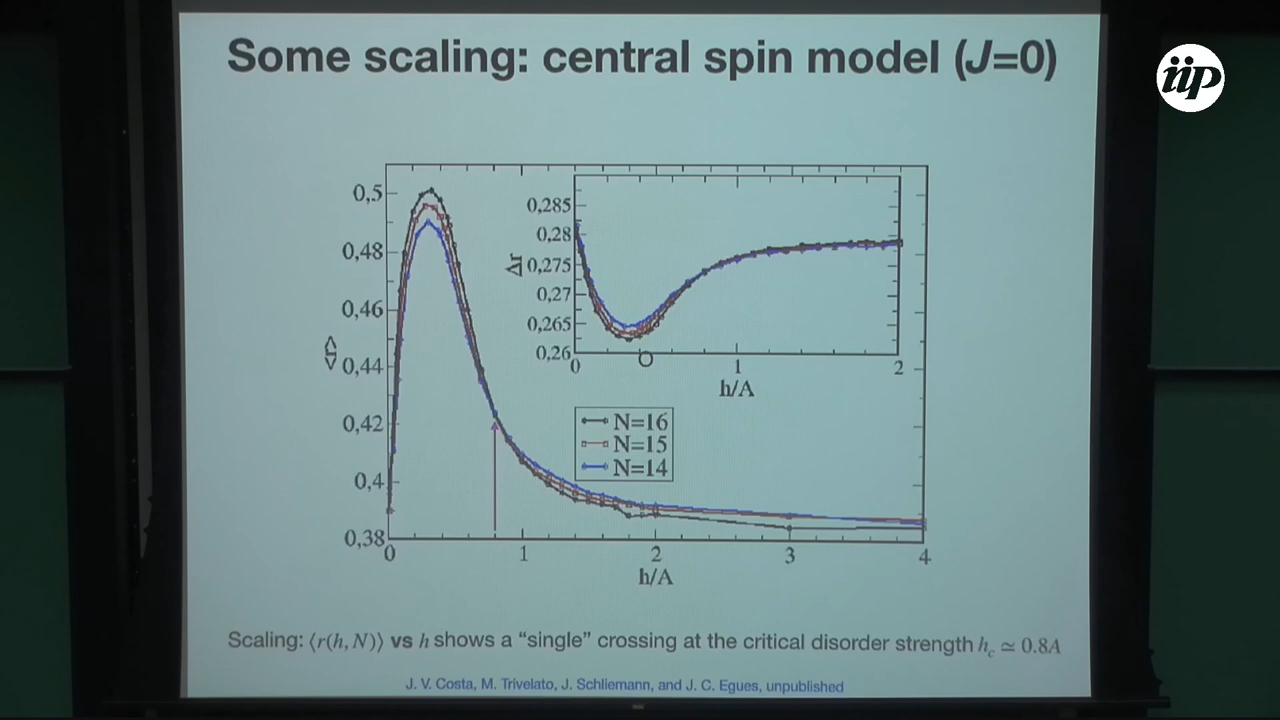 Some scaling: central spin model (J=0)
iip
0,5
0,48
0,46
0,44
0,42
0,4
0,38
<r>
0
1
2
3
4
h/A
0,285
0,28
0,275
0,27
0,265
0,26
Δr
0
1
2
h/A
N=16
N=15
N=14
Scaling: ⟨r(h, N)⟩ vs h shows a “single” crossing at the critical disorder strength h_c ≃ 0.8A
J. V. Costa, M. Trivelato, J. Schliemann, and J. C. Egues, unpublished